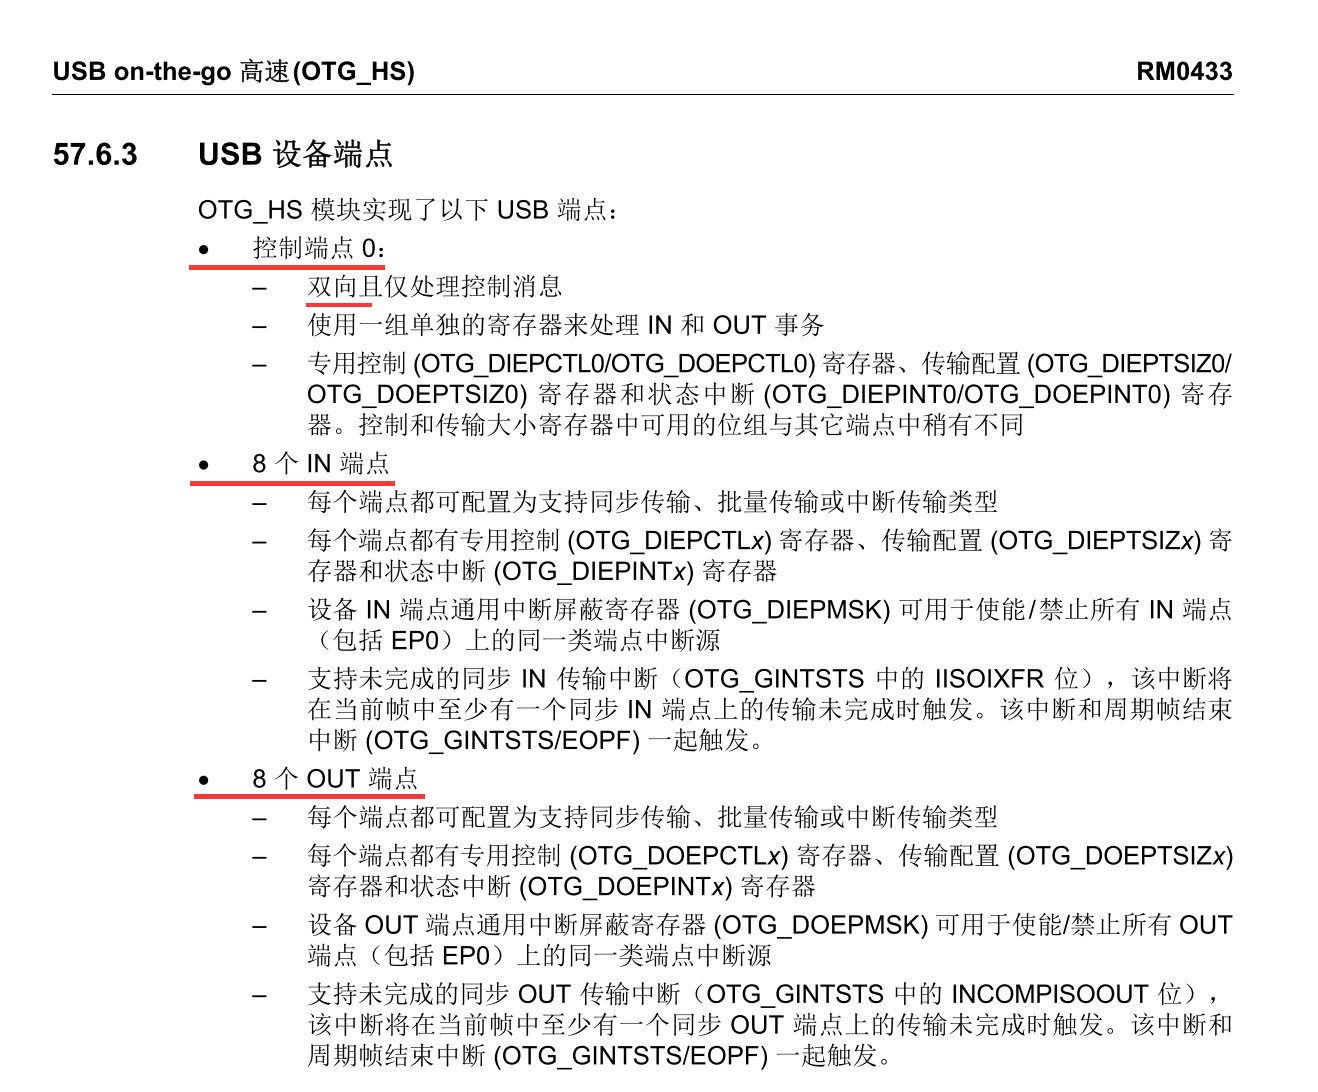 USB on-the-go 高速(OTG_HS) RM0433
57.6.3 USB 设备端点
OTG_HS 模块实现了以下 USB 端点：
• 控制端点 0：
– 双向且仅处理控制消息
– 使用一组单独的寄存器来处理 IN 和 OUT 事务
– 专用控制 (OTG_DIEPCTL0/OTG_DOEPCTL0) 寄存器、传输配置 (OTG_DIEPTSIZ0/
OTG_DOEPTSIZ0) 寄存器和状态中断 (OTG_DIEPINT0/OTG_DOEPINT0) 寄存
器。控制和传输大小寄存器中可用的位组与其它端点中稍有不同
• 8 个 IN 端点
– 每个端点都可配置为支持同步传输、批量传输或中断传输类型
– 每个端点都有专用控制 (OTG_DIEPCTLx) 寄存器、传输配置 (OTG_DIEPTSIZx) 寄
存器和状态中断 (OTG_DIEPINTx) 寄存器
– 设备 IN 端点通用中断屏蔽寄存器 (OTG_DIEPMSK) 可用于使能/禁止所有 IN 端点
（包括 EP0）上的同一类端点中断源
– 支持未完成的同步 IN 传输中断（OTG_GINTSTS 中的 IISOIXFR 位），该中断将
在当前帧中至少有一个同步 IN 端点上的传输未完成时触发。该中断和周期帧结束
中断 (OTG_GINTSTS/EOPF) 一起触发。
• 8 个 OUT 端点
– 每个端点都可配置为支持同步传输、批量传输或中断传输类型
– 每个端点都有专用控制 (OTG_DOEPCTLx) 寄存器、传输配置 (OTG_DOEPTSIZx)
寄存器和状态中断 (OTG_DOEPINTx) 寄存器
– 设备 OUT 端点通用中断屏蔽寄存器 (OTG_DOEPMSK) 可用于使能/禁止所有 OUT
端点（包括 EP0）上的同一类端点中断源
– 支持未完成的同步 OUT 传输中断（OTG_GINTSTS 中的 INCOMPISOOUT 位），
该中断将在当前帧中至少有一个同步 OUT 端点上的传输未完成时触发。该中断和
周期帧结束中断 (OTG_GINTSTS/EOPF) 一起触发。